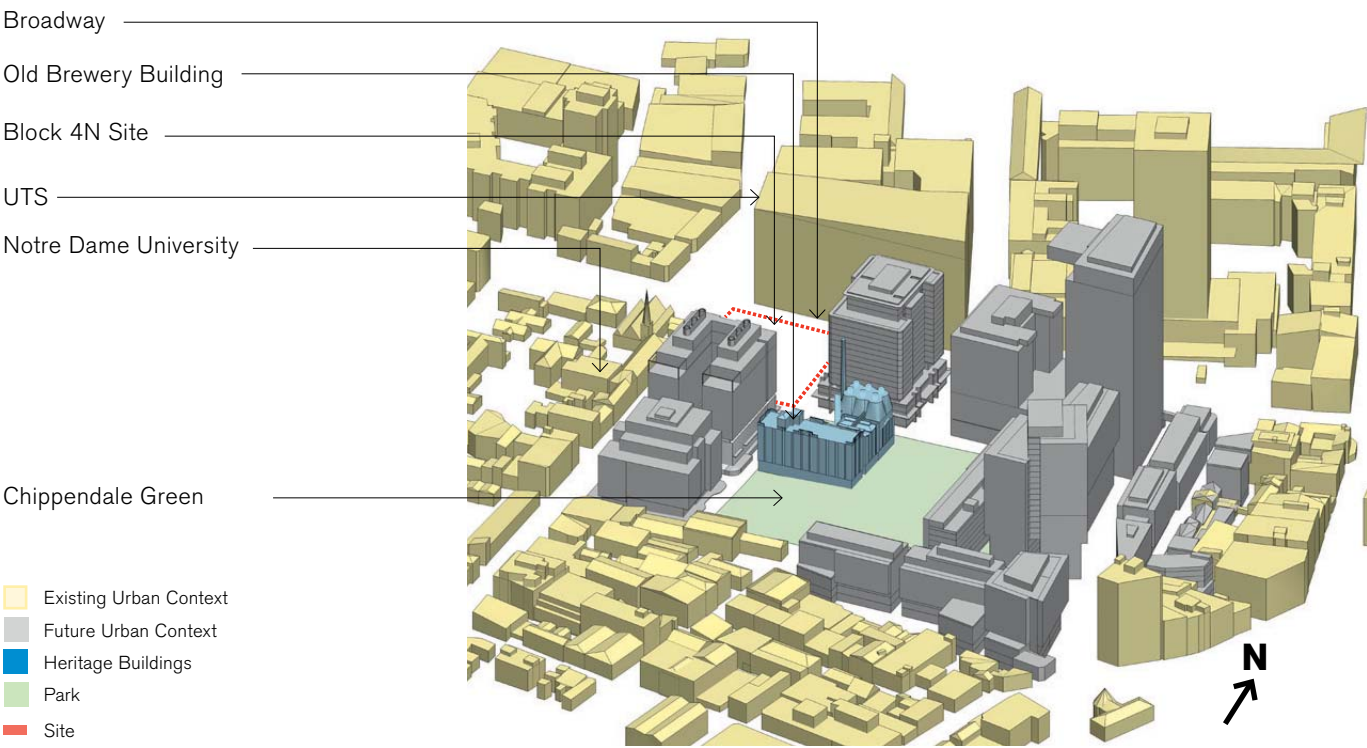 Broadway
Old Brewery Building
Block 4N Site
UTS
Notre Dame University
Chippendale Green
Existing Urban Context
Future Urban Context
Heritage Buildings
Park
Site
N